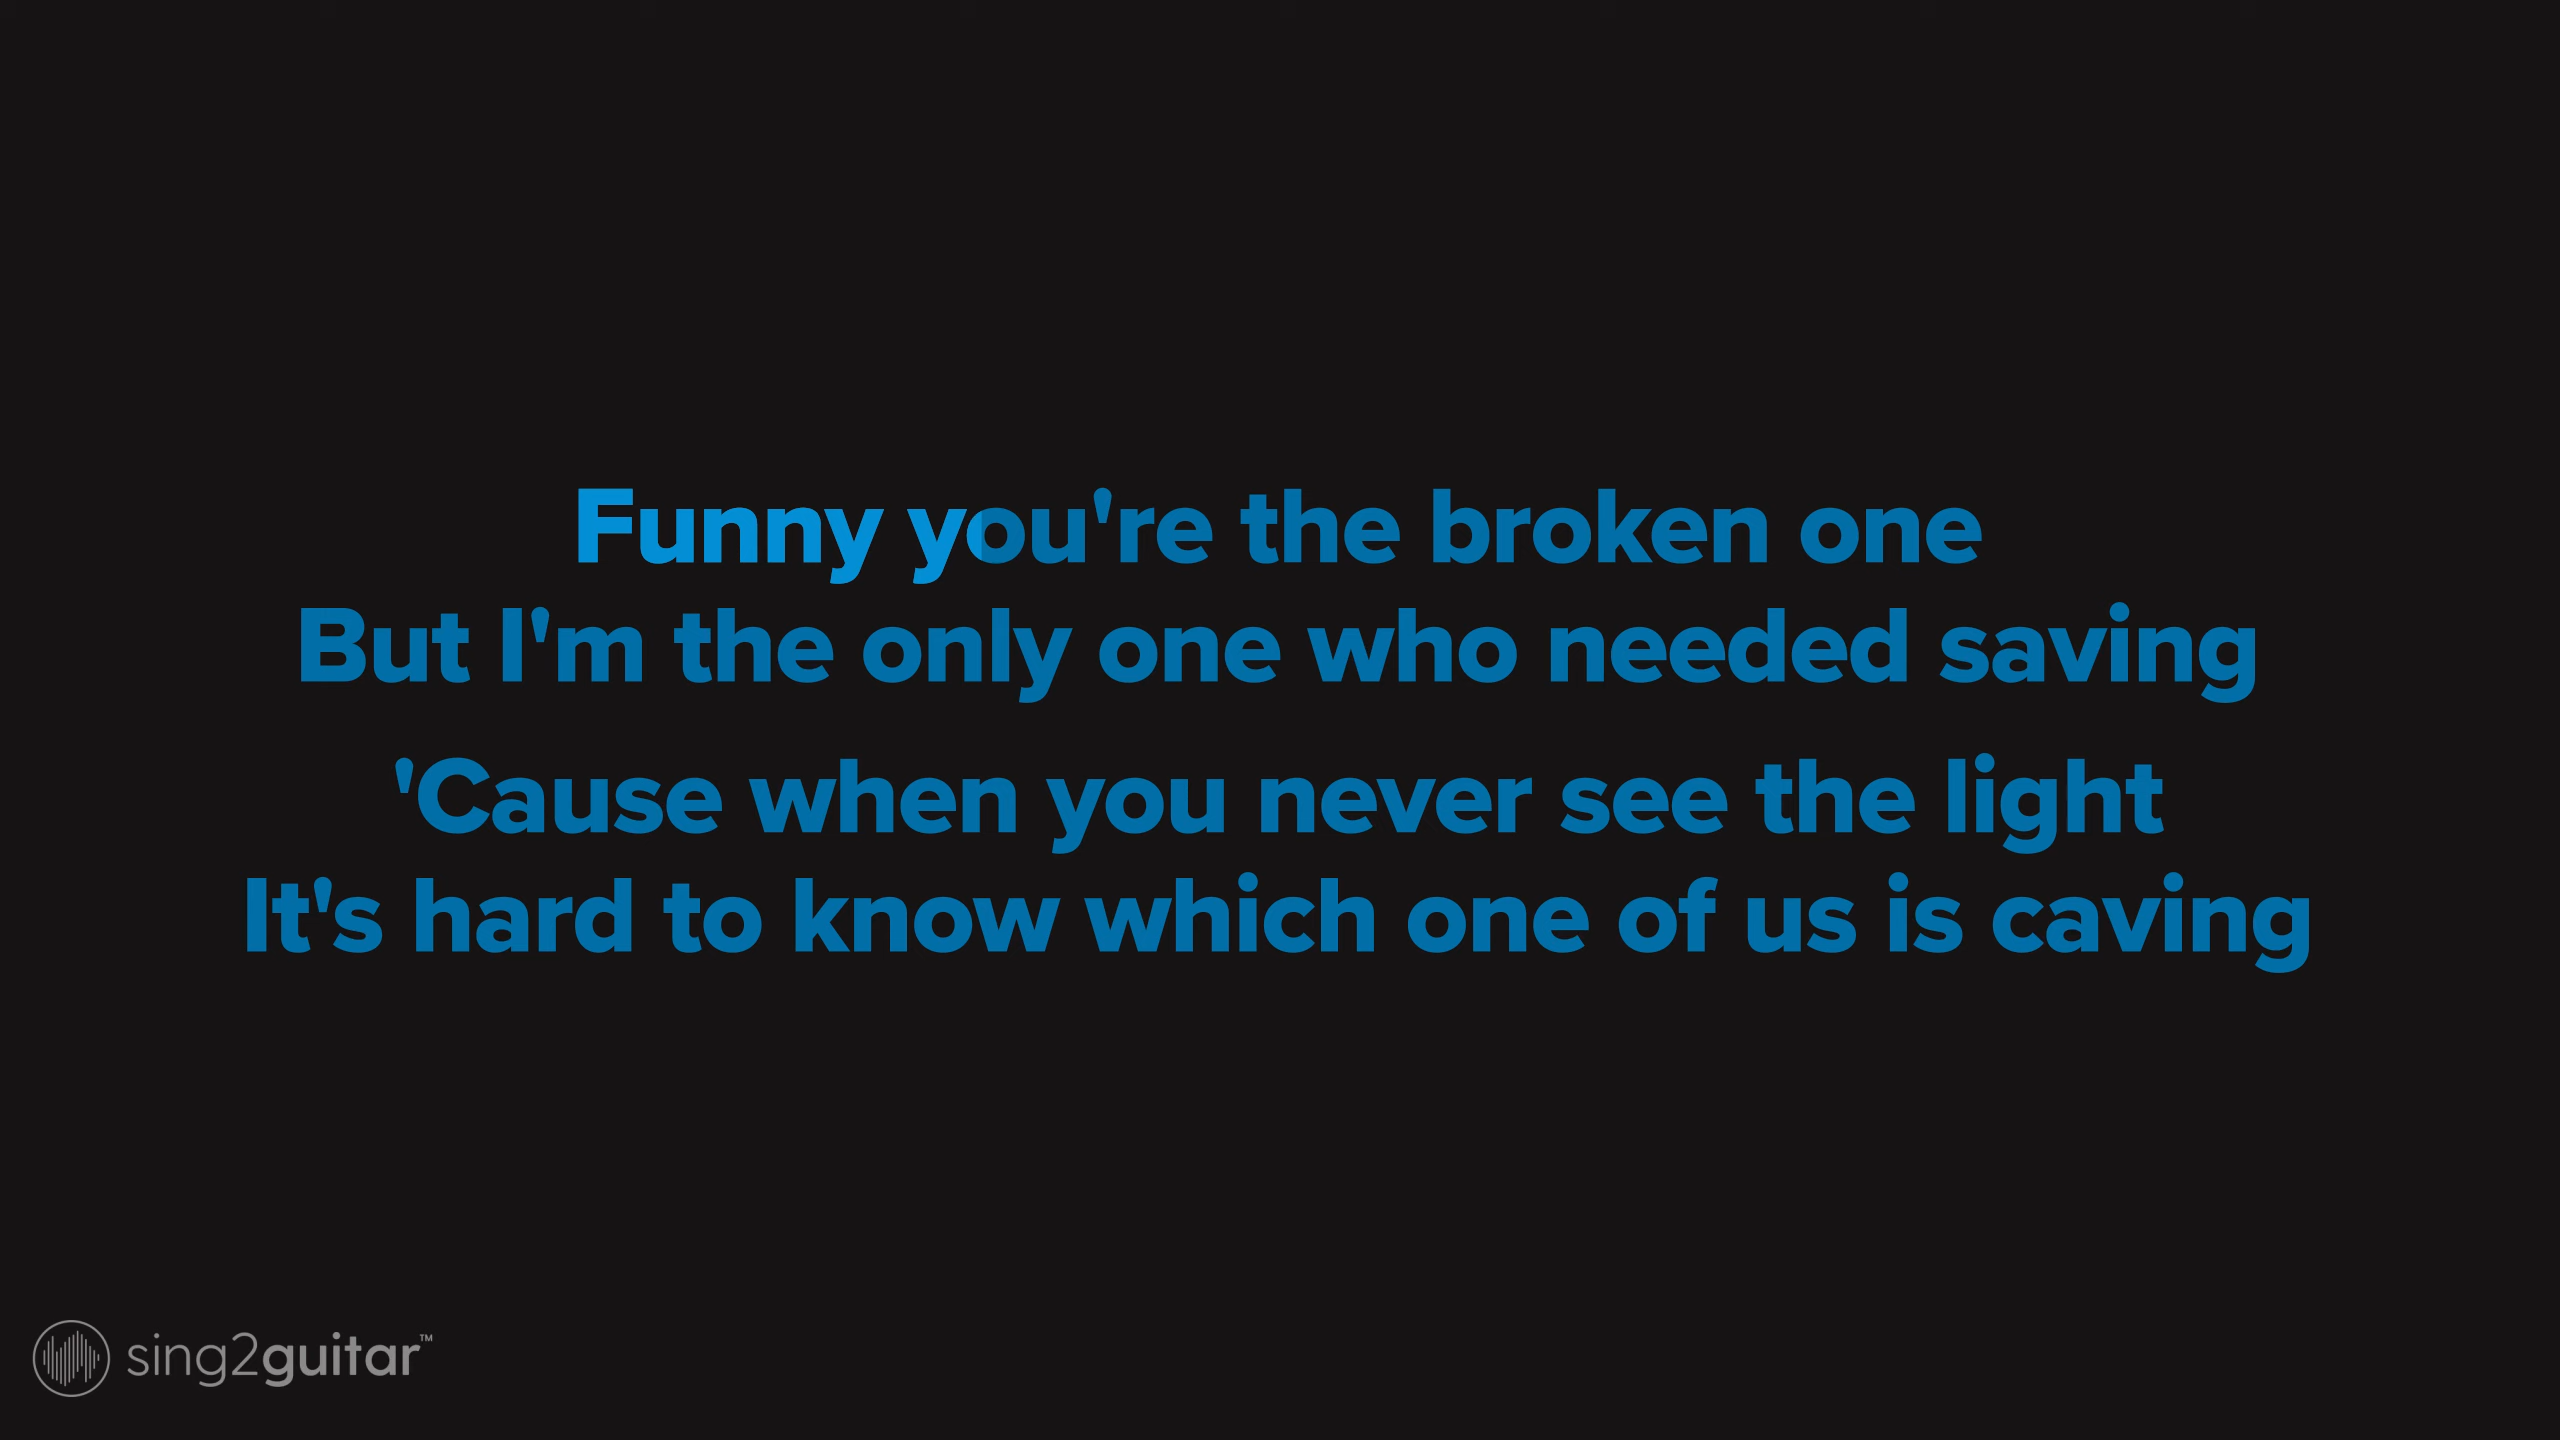 Funny you're the broken one
But I'm the only one who needed saving
'Cause when you never see the light
It's hard to know which one of us is caving
sing2guitar™